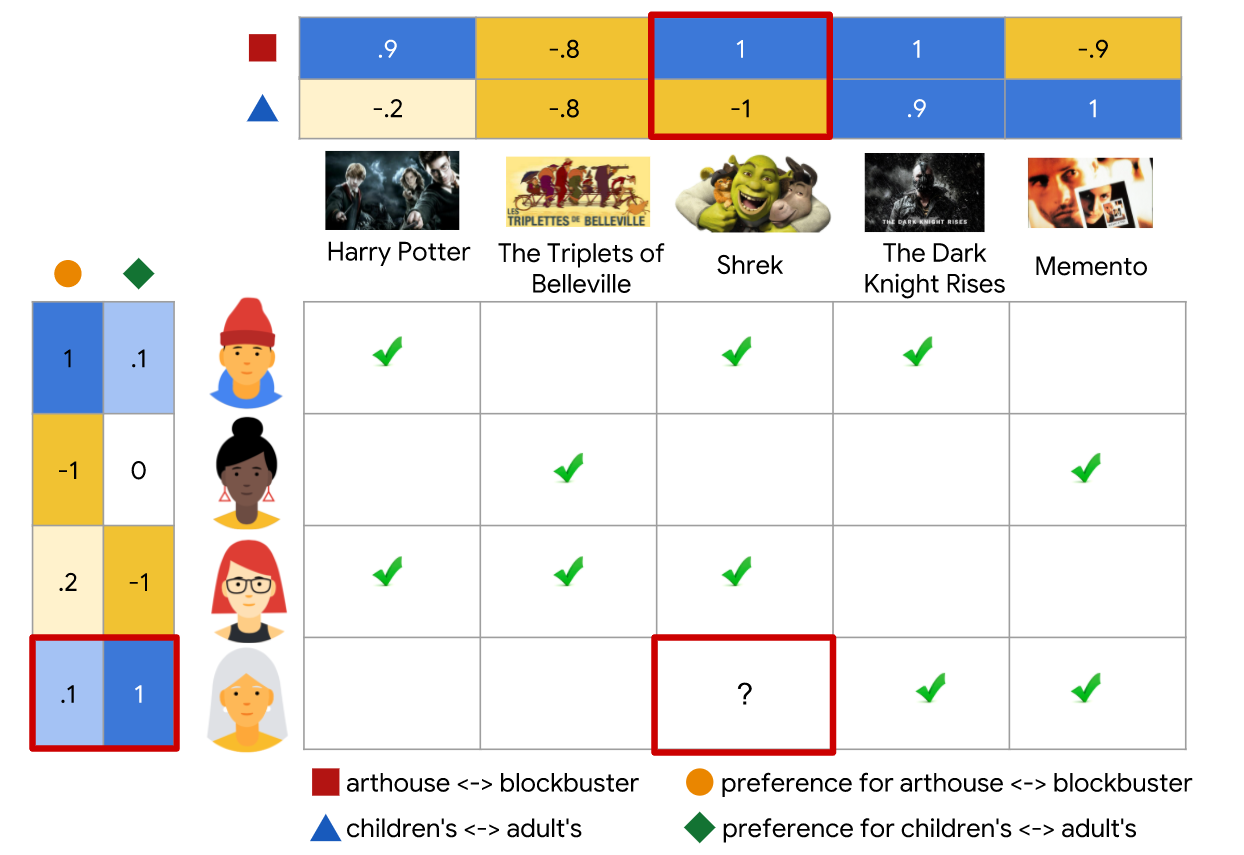 .9 -.8 1 1 -.9
-.2 -.8 -1 .9 1
LES
TRIPLETTES DE BELLEVILLE
THE DARK KNIGHT RISES
Harry Potter
The Triplets of
Belleville
Shrek
The Dark
Knight Rises
Memento
1 .1
-1 0
.2 -1
.1 1 ?
arthouse <-> blockbuster
preference for arthouse <-> blockbuster
children's <-> adult's
preference for children's <-> adult's